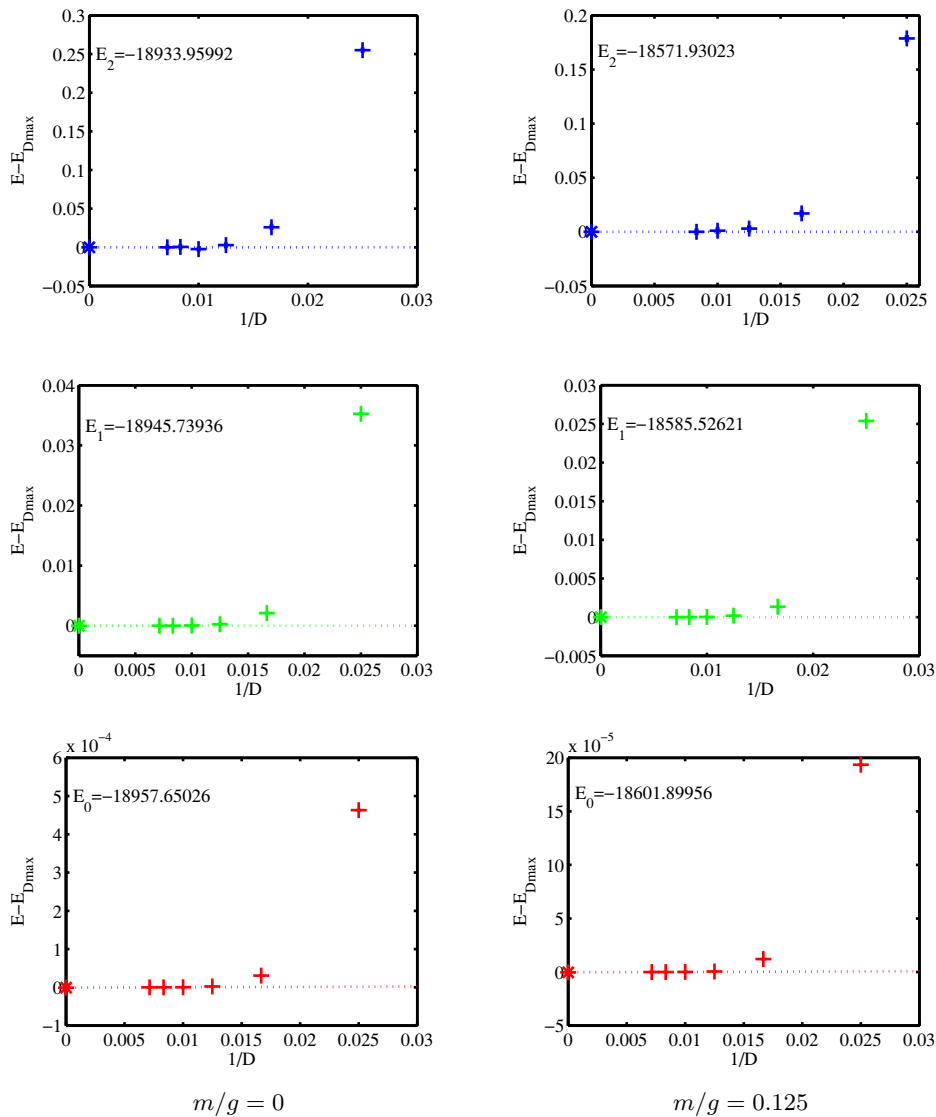 0.3
0.25
0.2
0.15
0.1
0.05
0
−0.05
E−E_Dmax
E_2=−18933.95992
0 0.01 0.02 0.03
1/D
0.2
0.15
0.1
0.05
0
−0.05
E−E_Dmax
E_2=−18571.93023
0 0.005 0.01 0.015 0.02 0.025
1/D
0.04
0.03
0.02
0.01
0
E−E_Dmax
E_1=−18945.73936
0 0.005 0.01 0.015 0.02 0.025 0.03
1/D
0.03
0.025
0.02
0.015
0.01
0.005
0
−0.005
E−E_Dmax
E_1=−18585.52621
0 0.01 0.02 0.03
1/D
x 10^−4
6
5
4
3
2
1
0
−1
E−E_Dmax
E_0=−18957.65026
0 0.005 0.01 0.015 0.02 0.025 0.03
1/D
x 10^−5
20
15
10
5
0
−5
E−E_Dmax
E_0=−18601.89956
0 0.005 0.01 0.015 0.02 0.025 0.03
1/D
m/g = 0
m/g = 0.125